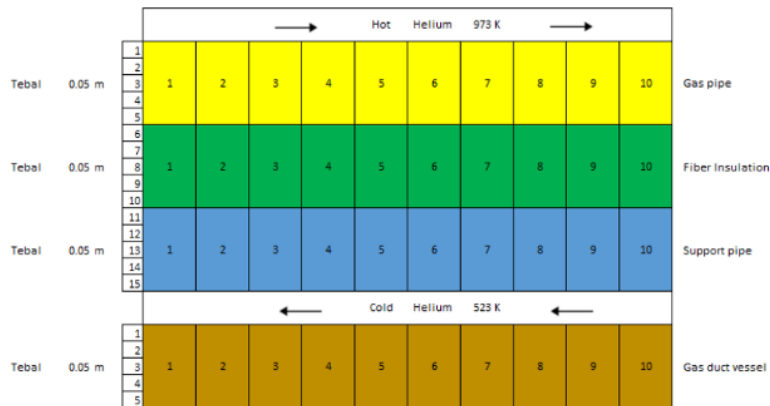 Hot Helium 973 K
1
2
Tebal 0.05 m 3 1 2 3 4 5 6 7 8 9 10 Gas pipe
4
5
6
7
Tebal 0.05 m 8 1 2 3 4 5 6 7 8 9 10 Fiber Insulation
9
10
11
12
Tebal 0.05 m 13 1 2 3 4 5 6 7 8 9 10 Support pipe
14
15
Cold Helium 523 K
1
2
Tebal 0.05 m 3 1 2 3 4 5 6 7 8 9 10 Gas duct vessel
4
5